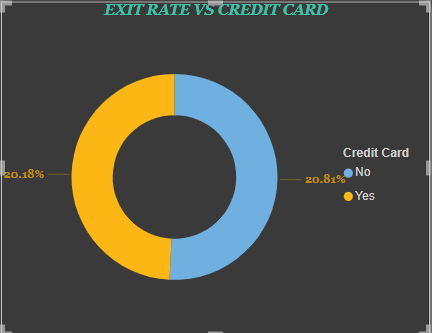 EXIT RATE VS CREDIT CARD
Credit Card
No
Yes
20.18%
20.81%